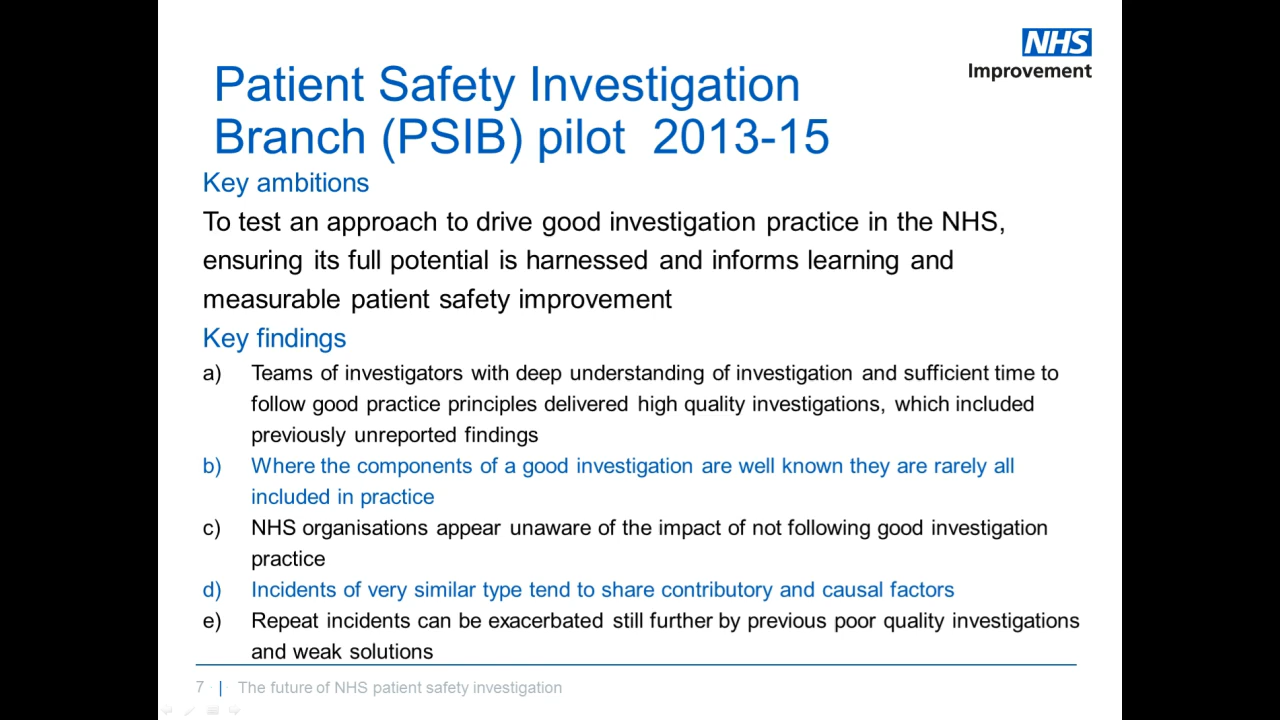 NHS
Improvement
Patient Safety Investigation
Branch (PSIB) pilot 2013-15
Key ambitions
To test an approach to drive good investigation practice in the NHS,
ensuring its full potential is harnessed and informs learning and
measurable patient safety improvement
Key findings
a) Teams of investigators with deep understanding of investigation and sufficient time to
follow good practice principles delivered high quality investigations, which included
previously unreported findings
b) Where the components of a good investigation are well known they are rarely all
included in practice
c) NHS organisations appear unaware of the impact of not following good investigation
practice
d) Incidents of very similar type tend to share contributory and causal factors
e) Repeat incidents can be exacerbated still further by previous poor quality investigations
and weak solutions
7 | The future of NHS patient safety investigation